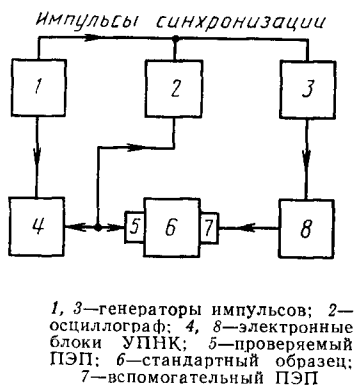 Импульсы синхронизации
1
2
3
4
5
6
7
8
1, 3—генераторы импульсов; 2—
осциллограф; 4, 8—электронные
блоки УПНК; 5—проверяемый
ПЭП; 6—стандартный образец;
7—вспомогательный ПЭП